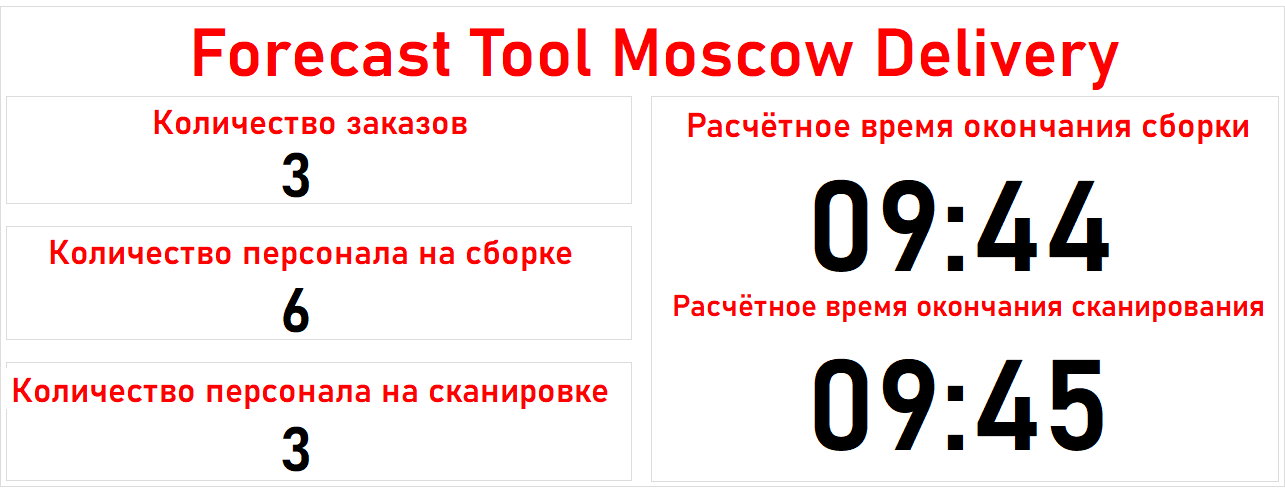 Forecast Tool Moscow Delivery
Количество заказов
3
Количество персонала на сборке
6
Количество персонала на сканировке
3
Расчётное время окончания сборки
09:44
Расчётное время окончания сканирования
09:45